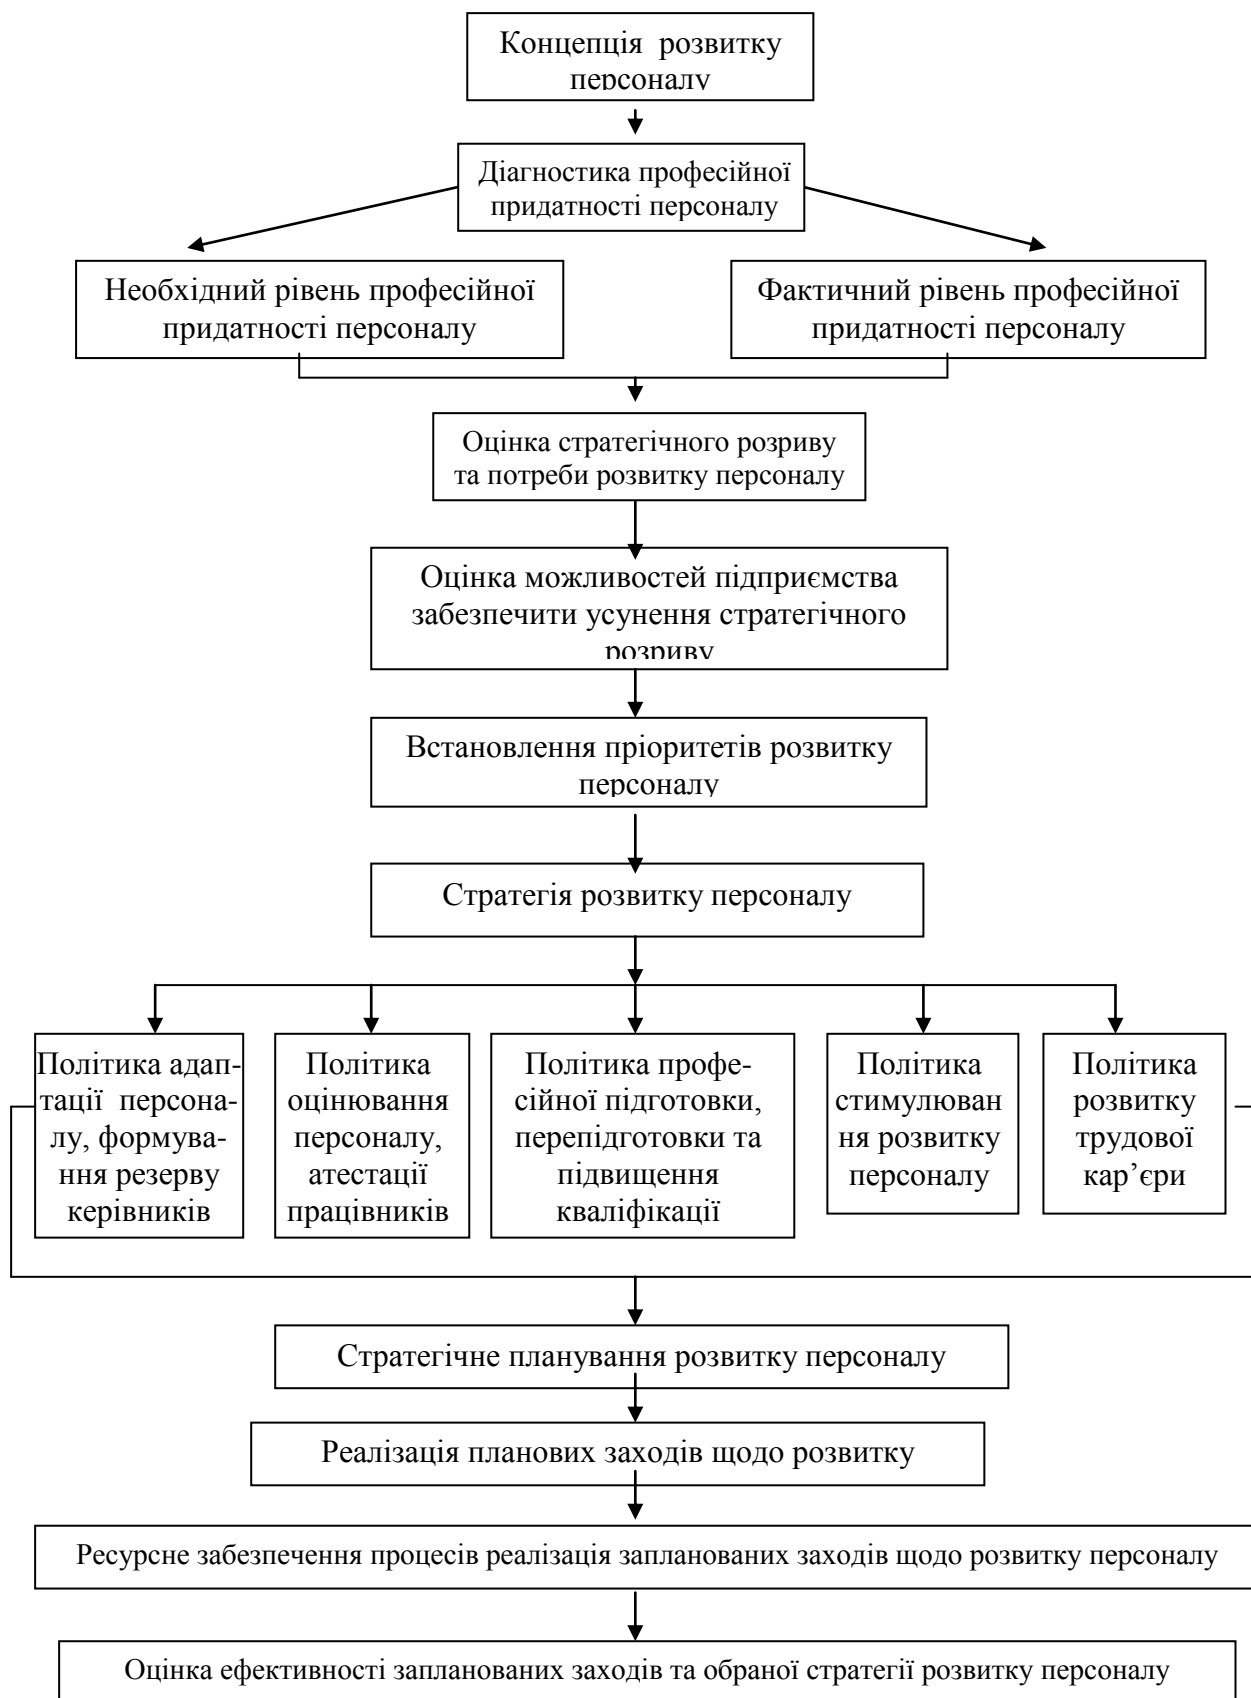 Концепція розвитку
персоналу
Діагностика професійної
придатності персоналу
Необхідний рівень професійної
придатності персоналу
Фактичний рівень професійної
придатності персоналу
Оцінка стратегічного розриву
та потреби розвитку персоналу
Оцінка можливостей підприємства
забезпечити усунення стратегічного
розриву
Встановлення пріоритетів розвитку
персоналу
Стратегія розвитку персоналу
Політика адап-
тації персона-
лу, формува-
ння резерву
керівників
Політика
оцінювання
персоналу,
атестації
працівників
Політика профе-
сійної підготовки,
перепідготовки та
підвищення
кваліфікації
Політика
стимулюван
ня розвитку
персоналу
Політика
розвитку
трудової
кар’єри
Стратегічне планування розвитку персоналу
Реалізація планових заходів щодо розвитку
Ресурсне забезпечення процесів реалізація запланованих заходів щодо розвитку персоналу
Оцінка ефективності запланованих заходів та обраної стратегії розвитку персоналу